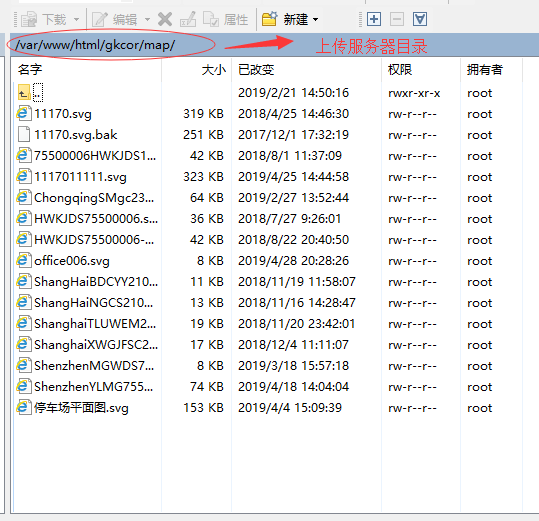 下载 编辑 属性 新建
/var/www/html/gkcor/map/ 上传服务器目录
名字 大小 已改变 权限 拥有者
.. 2019/2/21 14:50:16 rwxr-xr-x root
11170.svg 319 KB 2018/4/25 14:46:30 rw-r--r-- root
11170.svg.bak 251 KB 2017/12/1 17:32:19 rw-r--r-- root
75500006HWKJDS1... 42 KB 2018/8/1 11:37:09 rw-r--r-- root
1117011111.svg 323 KB 2019/4/25 14:44:58 rw-r--r-- root
ChongqingSMgc23... 64 KB 2019/2/27 13:52:44 rw-r--r-- root
HWKJDS75500006.s... 36 KB 2018/7/27 9:26:01 rw-r--r-- root
HWKJDS75500006-... 42 KB 2018/8/22 20:40:50 rw-r--r-- root
office006.svg 8 KB 2019/4/28 20:28:26 rw-r--r-- root
ShangHaiBDCYY210... 11 KB 2018/11/19 11:58:07 rw-r--r-- root
ShangHaiNGCS210... 13 KB 2018/11/16 14:28:47 rw-r--r-- root
ShanghaiTLUWEM2... 19 KB 2018/11/20 23:42:01 rw-r--r-- root
ShanghaiXWGJFSC2... 17 KB 2018/12/4 11:11:07 rw-r--r-- root
ShenzhenMGWDS7... 8 KB 2019/3/18 15:57:18 rw-r--r-- root
ShenzhenYLMG755... 74 KB 2019/4/18 14:04:04 rw-r--r-- root
停车场平面图.svg 153 KB 2019/4/4 15:09:39 rw-r--r-- root